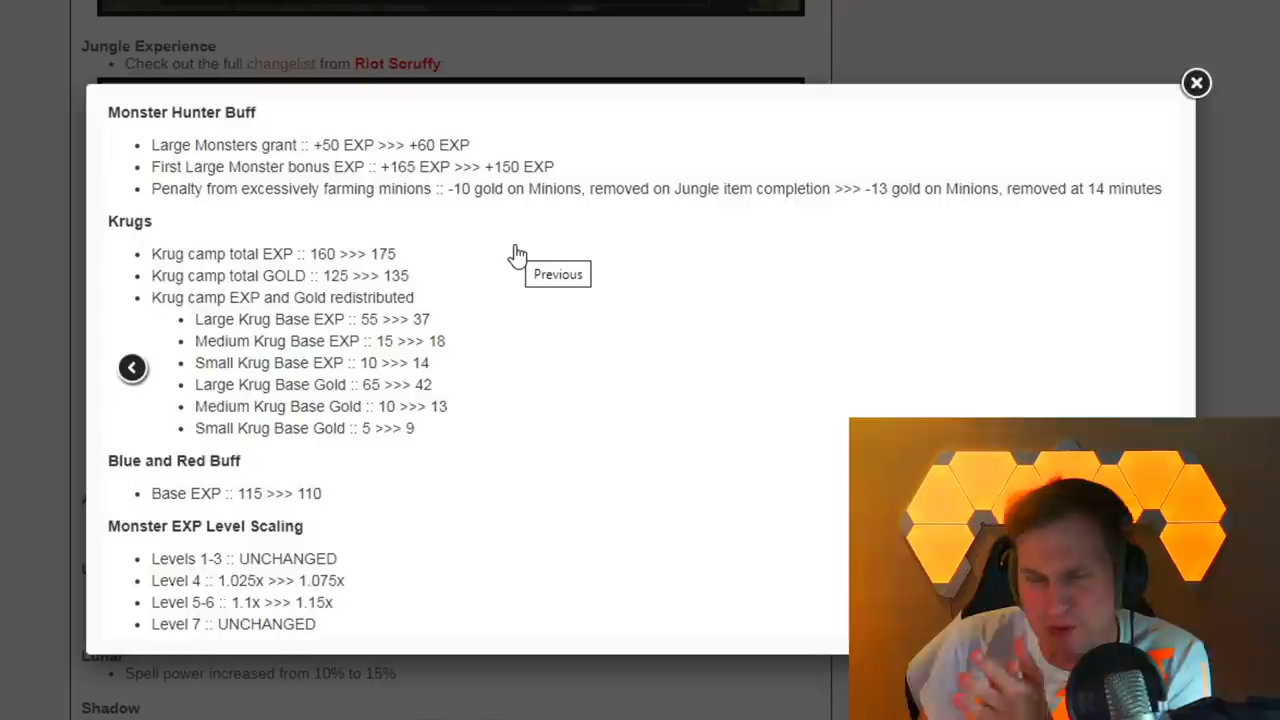 Jungle Experience
Check out the full changelist from Riot Scruffy
Monster Hunter Buff
Large Monsters grant :: +50 EXP >>> +60 EXP
First Large Monster bonus EXP :: +165 EXP >>> +150 EXP
Penalty from excessively farming minions :: -10 gold on Minions, removed on Jungle item completion >>> -13 gold on Minions, removed at 14 minutes
Krugs
Krug camp total EXP :: 160 >>> 175
Krug camp total GOLD :: 125 >>> 135
Previous
Krug camp EXP and Gold redistributed
Large Krug Base EXP :: 55 >>> 37
Medium Krug Base EXP :: 15 >>> 18
Small Krug Base EXP :: 10 >>> 14
Large Krug Base Gold :: 65 >>> 42
Medium Krug Base Gold :: 10 >>> 13
Small Krug Base Gold :: 5 >>> 9
Blue and Red Buff
Base EXP :: 115 >>> 110
Monster EXP Level Scaling
Levels 1-3 :: UNCHANGED
Level 4 :: 1.025x >>> 1.075x
Level 5-6 :: 1.1x >>> 1.15x
Level 7 :: UNCHANGED
Lunar
Spell power increased from 10% to 15%
Shadow